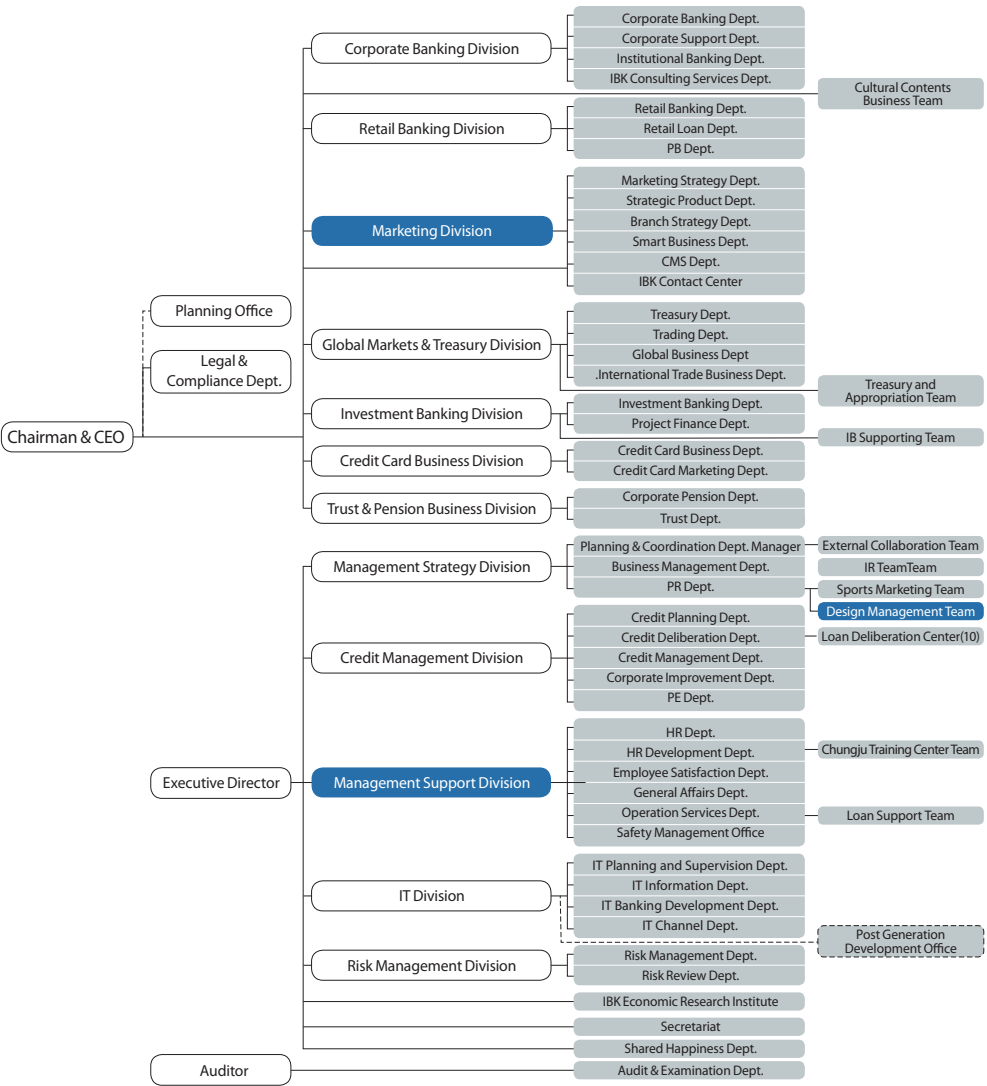 Chairman & CEO
Planning Office
Legal &
Compliance Dept.
Corporate Banking Division
Corporate Banking Dept.
Corporate Support Dept.
Institutional Banking Dept.
IBK Consulting Services Dept.
Cultural Contents
Business Team
Retail Banking Division
Retail Banking Dept.
Retail Loan Dept.
PB Dept.
Marketing Division
Marketing Strategy Dept.
Strategic Product Dept.
Branch Strategy Dept.
Smart Business Dept.
CMS Dept.
IBK Contact Center
Global Markets & Treasury Division
Treasury Dept.
Trading Dept.
Global Business Dept
.International Trade Business Dept.
Treasury and
Appropriation Team
Investment Banking Division
Investment Banking Dept.
Project Finance Dept.
IB Supporting Team
Credit Card Business Division
Credit Card Business Dept.
Credit Card Marketing Dept.
Trust & Pension Business Division
Corporate Pension Dept.
Trust Dept.
Executive Director
Management Strategy Division
Planning & Coordination Dept. Manager
Business Management Dept.
PR Dept.
External Collaboration Team
IR TeamTeam
Sports Marketing Team
Design Management Team
Credit Management Division
Credit Planning Dept.
Credit Deliberation Dept.
Credit Management Dept.
Corporate Improvement Dept.
PE Dept.
Loan Deliberation Center(10)
Management Support Division
HR Dept.
HR Development Dept.
Employee Satisfaction Dept.
General Affairs Dept.
Operation Services Dept.
Safety Management Office
Chungju Training Center Team
Loan Support Team
IT Division
IT Planning and Supervision Dept.
IT Information Dept.
IT Banking Development Dept.
IT Channel Dept.
Post Generation
Development Office
Risk Management Division
Risk Management Dept.
Risk Review Dept.
IBK Economic Research Institute
Secretariat
Shared Happiness Dept.
Auditor
Audit & Examination Dept.